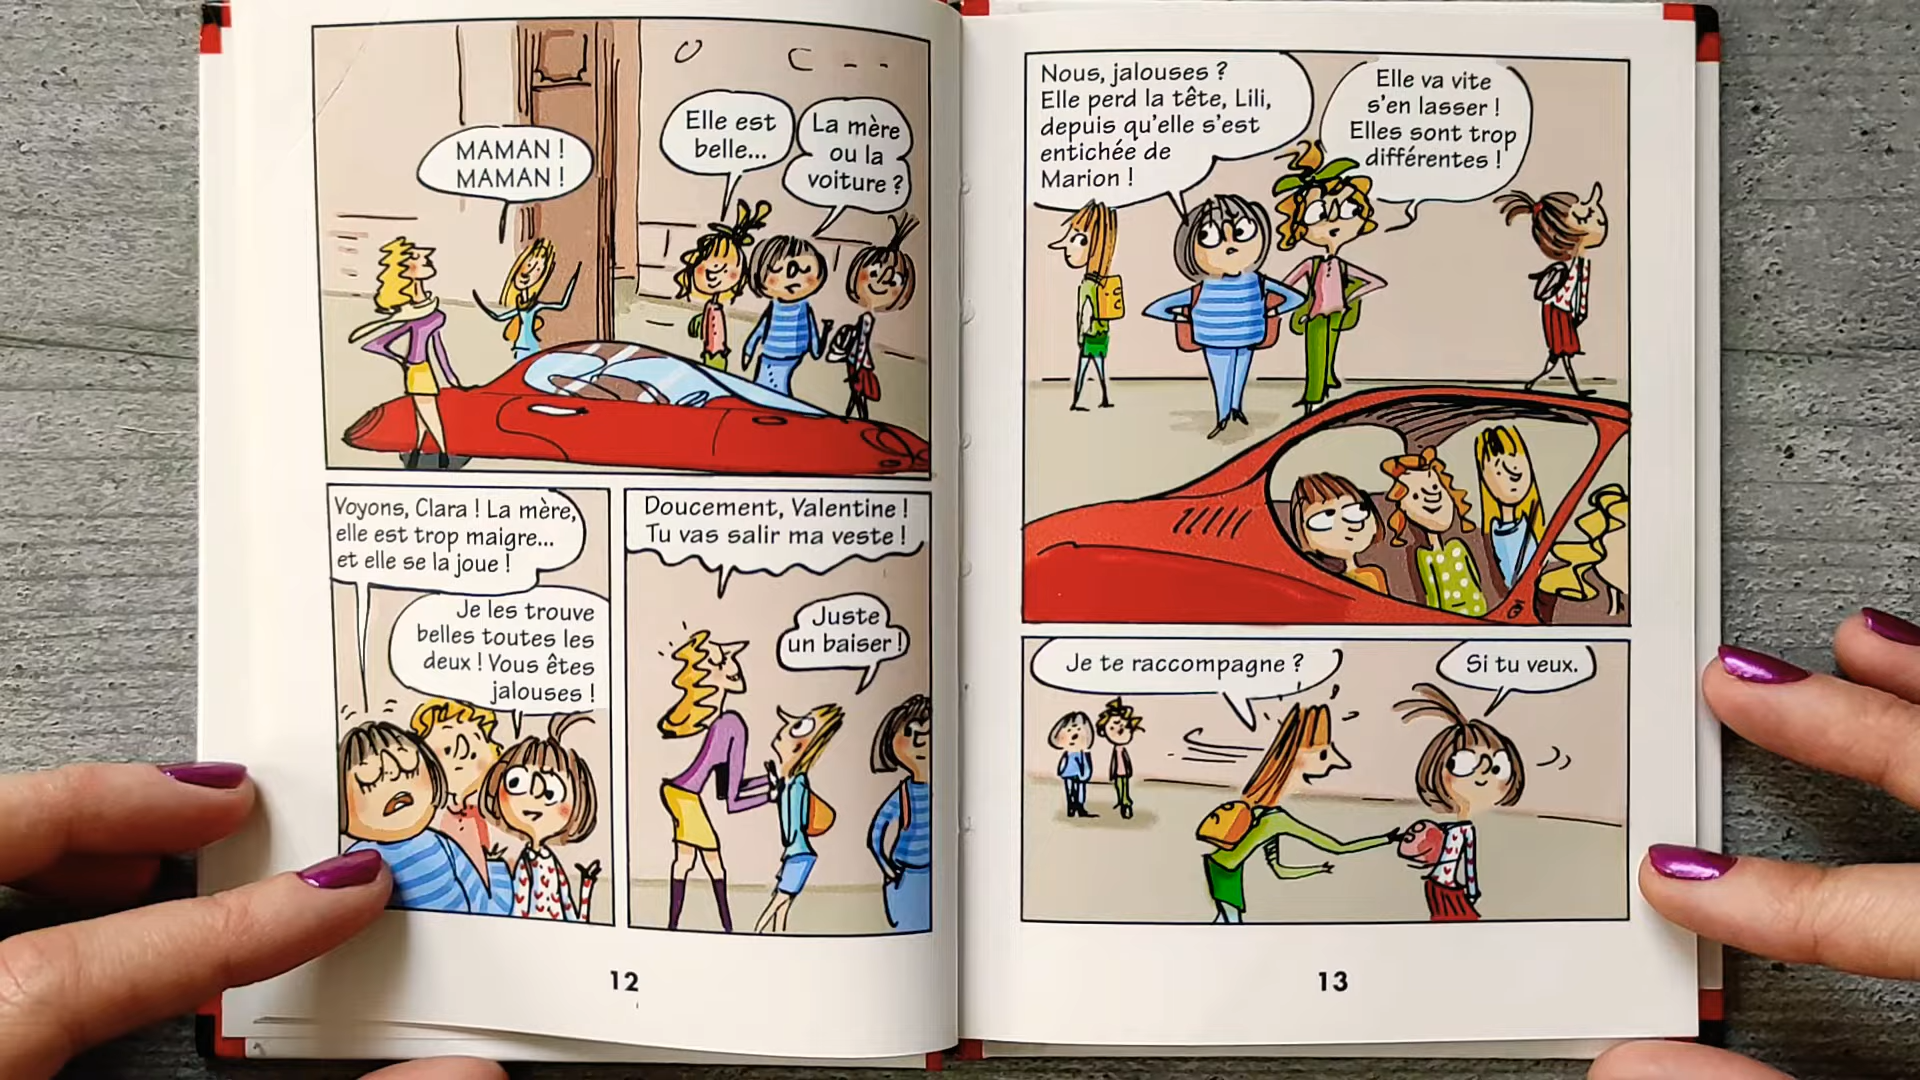 MAMAN !
MAMAN !
Elle est
belle...
La mère
ou la
voiture ?
Voyons, Clara ! La mère,
elle est trop maigre...
et elle se la joue !
Je les trouve
belles toutes les
deux ! Vous êtes
jalouses !
Doucement, Valentine !
Tu vas salir ma veste !
Juste
un baiser !
12
Nous, jalouses ?
Elle perd la tête, Lili,
depuis qu'elle s'est
entichée de
Marion !
Elle va vite
s'en lasser !
Elles sont trop
différentes !
Je te raccompagne ?
Si tu veux.
13